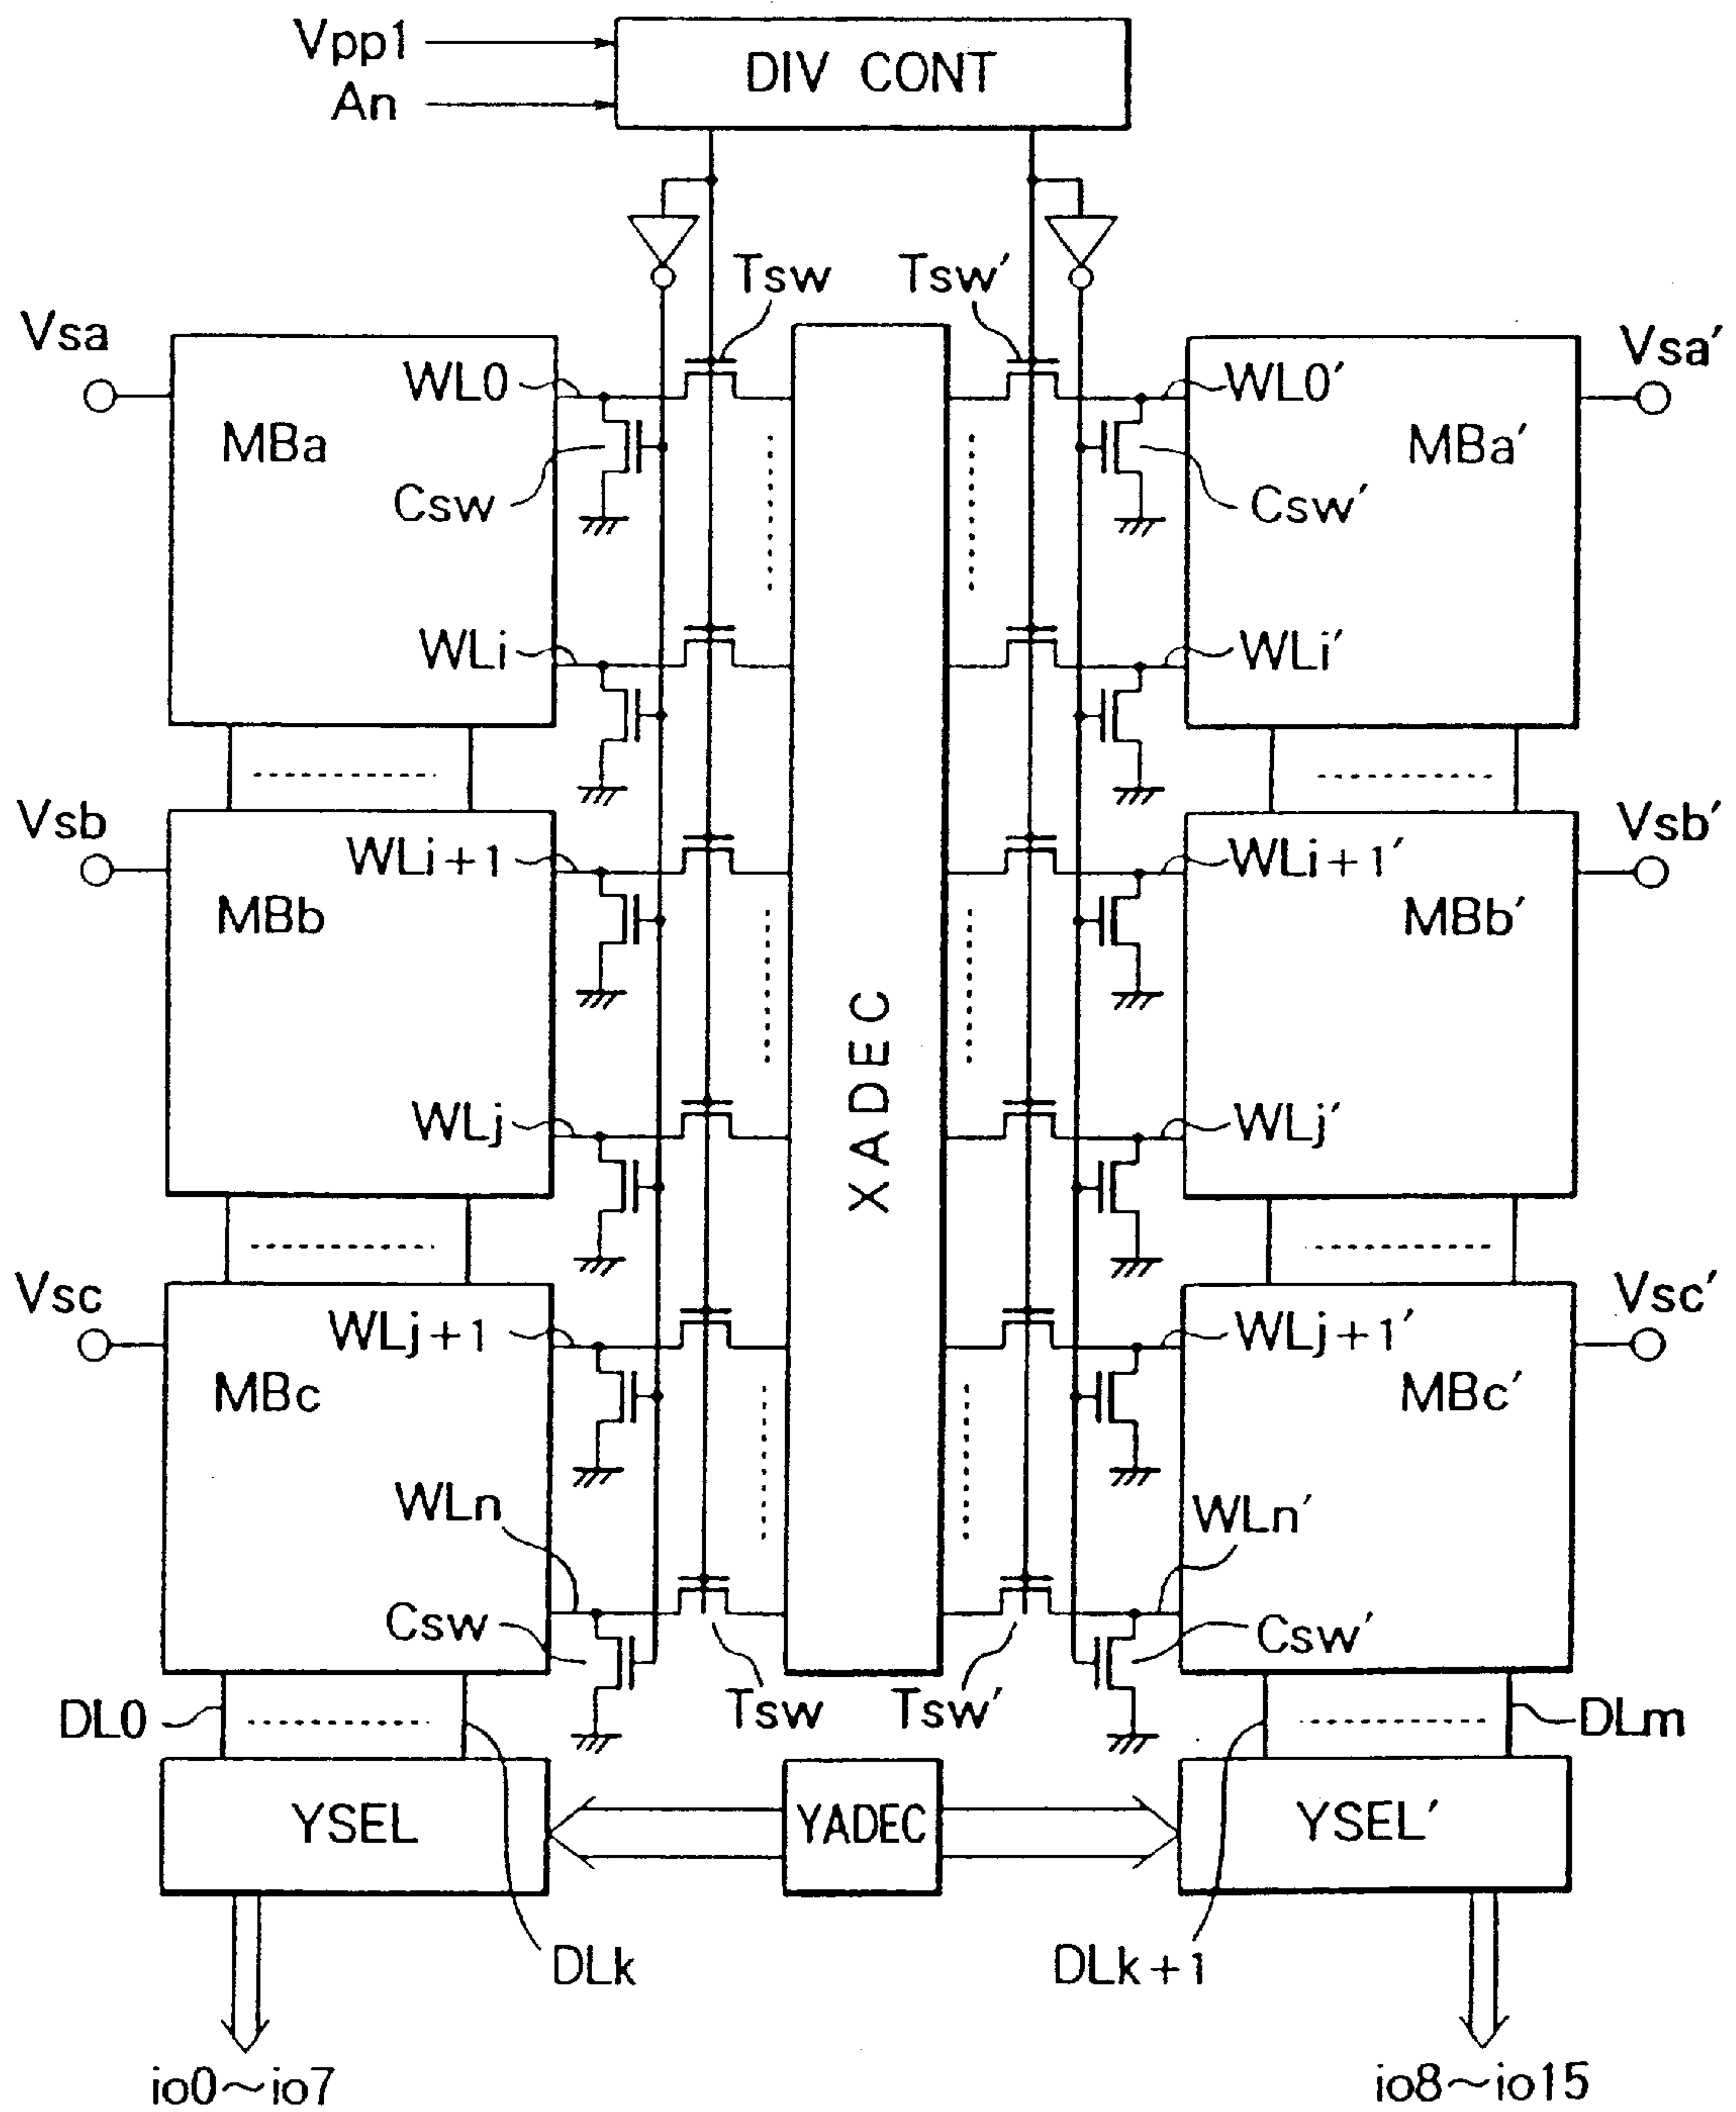 Vpp1
DIV CONT
An
Tsw
Tsw′
Vsa
Vsa′
WL0
WL0′
MBa
MBa′
Csw
Csw′
WLi
WLi′
Vsb
Vsb′
WLi+1
WLi+1′
MBb
MBb′
XADEC
WLj
WLj′
Vsc
Vsc′
WLj+1
WLj+1′
MBc
MBc′
WLn
WLn′
Csw
Csw′
Tsw
Tsw′
DL0
DLm
YSEL
YADEC
YSEL′
DLk
DLk+1
io0~io7
io8~io15